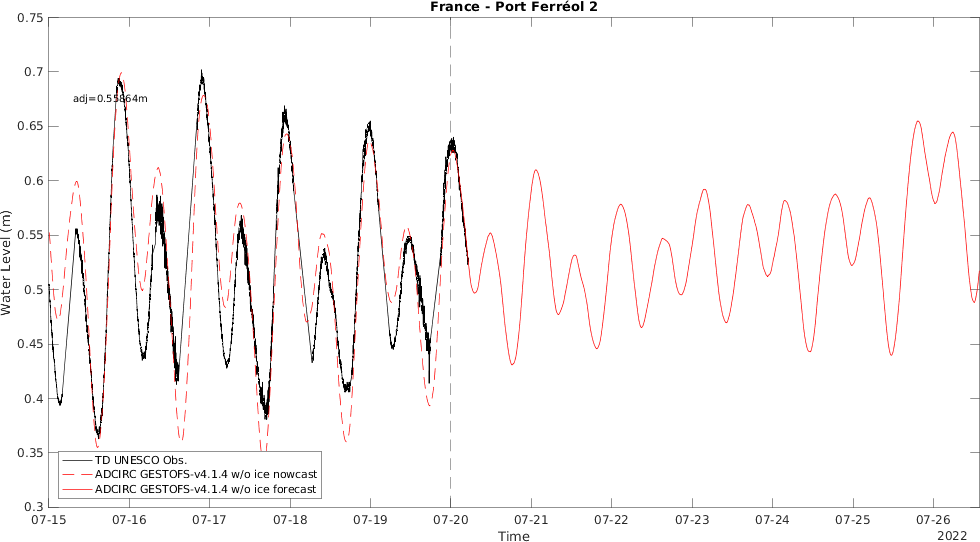 France - Port Ferréol 2
0.75
0.7
0.65
0.6
0.55
0.5
0.45
0.4
0.35
0.3
Water Level (m)
adj=0.55864m
TD UNESCO Obs.
ADCIRC GESTOFS-v4.1.4 w/o ice nowcast
ADCIRC GESTOFS-v4.1.4 w/o ice forecast
07-15 07-16 07-17 07-18 07-19 07-20 07-21 07-22 07-23 07-24 07-25 07-26
Time
2022